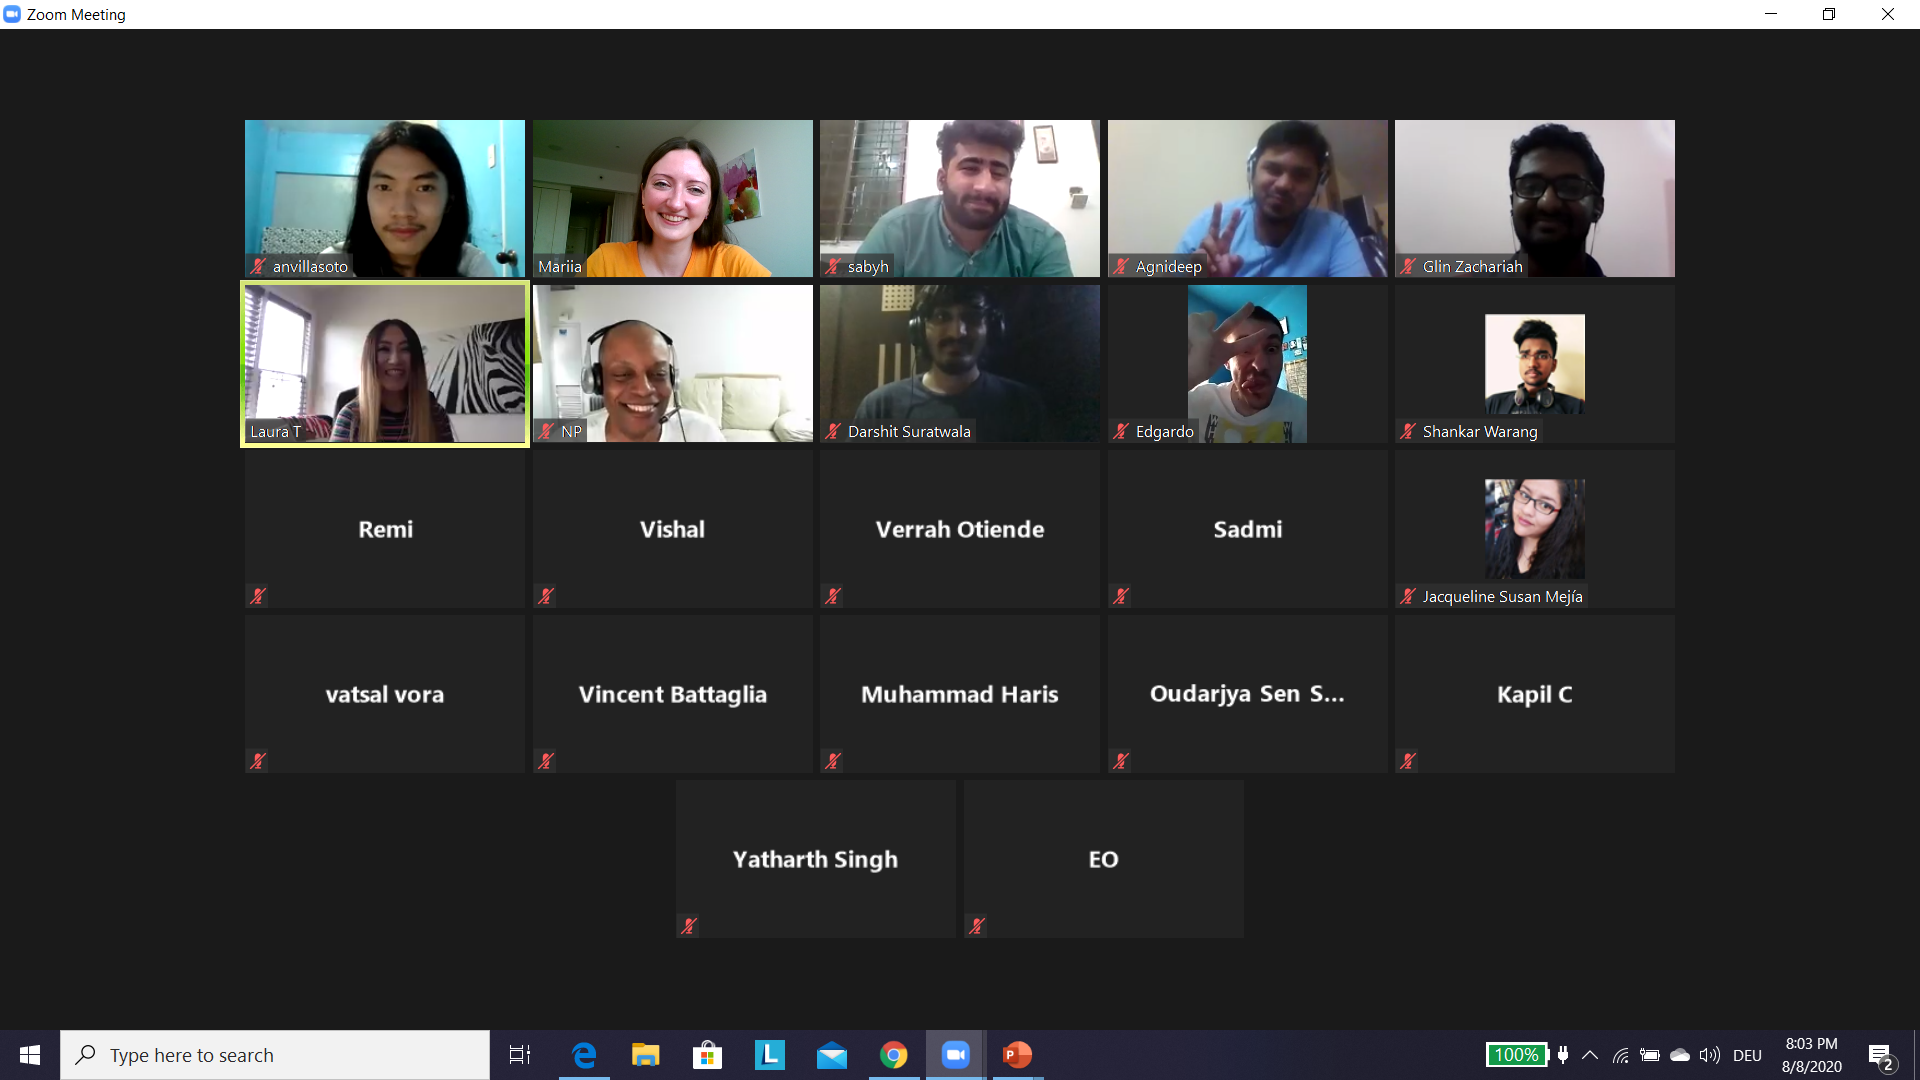 Zoom Meeting
anvillasoto
Mariia
sabyh
Agnideep
Glin Zachariah
Laura T
NP
Darshit Suratwala
Edgardo
Shankar Warang
Remi
Vishal
Verrah Otiende
Sadmi
Jacqueline Susan Mejía
vatsal vora
Vincent Battaglia
Muhammad Haris
Oudarjya Sen S...
Kapil C
Yatharth Singh
EO
Type here to search
L
P
100%
DEU
8:03 PM
8/8/2020
2